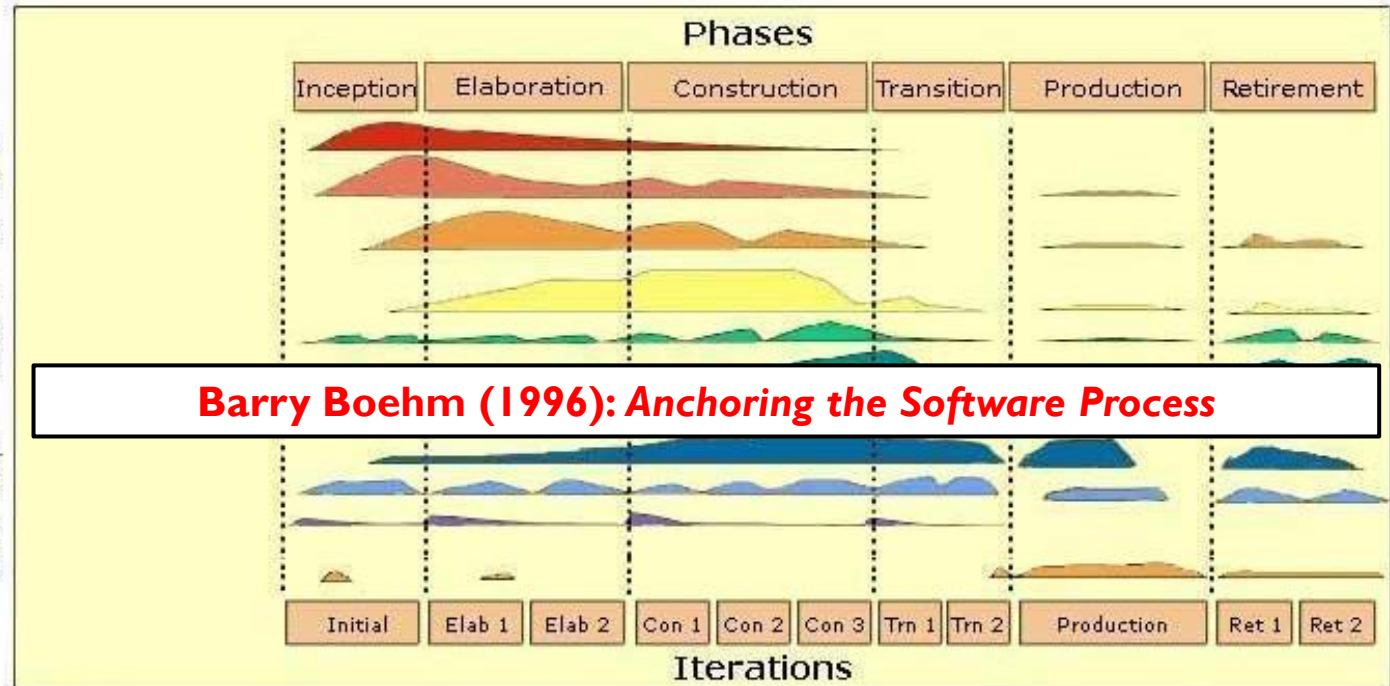 Phases
Inception Elaboration Construction Transition Production Retirement
Barry Boehm (1996): Anchoring the Software Process
Initial Elab 1 Elab 2 Con 1 Con 2 Con 3 Trn 1 Trn 2 Production Ret 1 Ret 2
Iterations